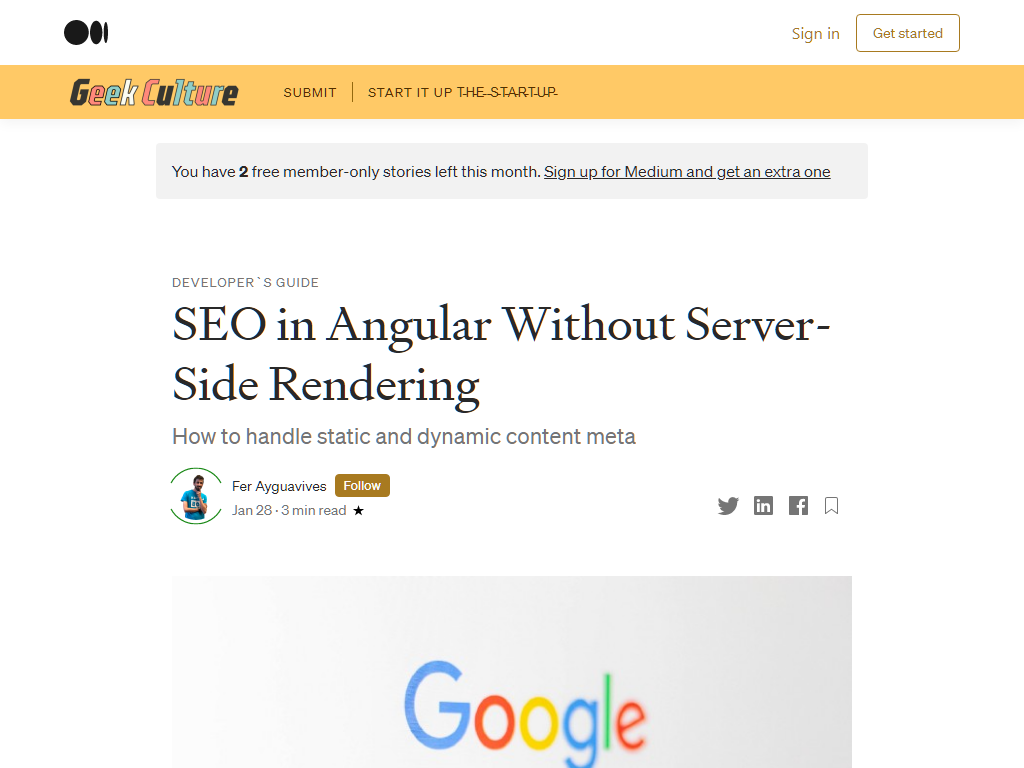 Sign in
Get started
Geek Culture
SUBMIT
START IT UP THE STARTUP
You have 2 free member-only stories left this month. Sign up for Medium and get an extra one
DEVELOPER`S GUIDE
SEO in Angular Without Server-
Side Rendering
How to handle static and dynamic content meta
Fer Ayguavives
Follow
Jan 28 · 3 min read ★
Google